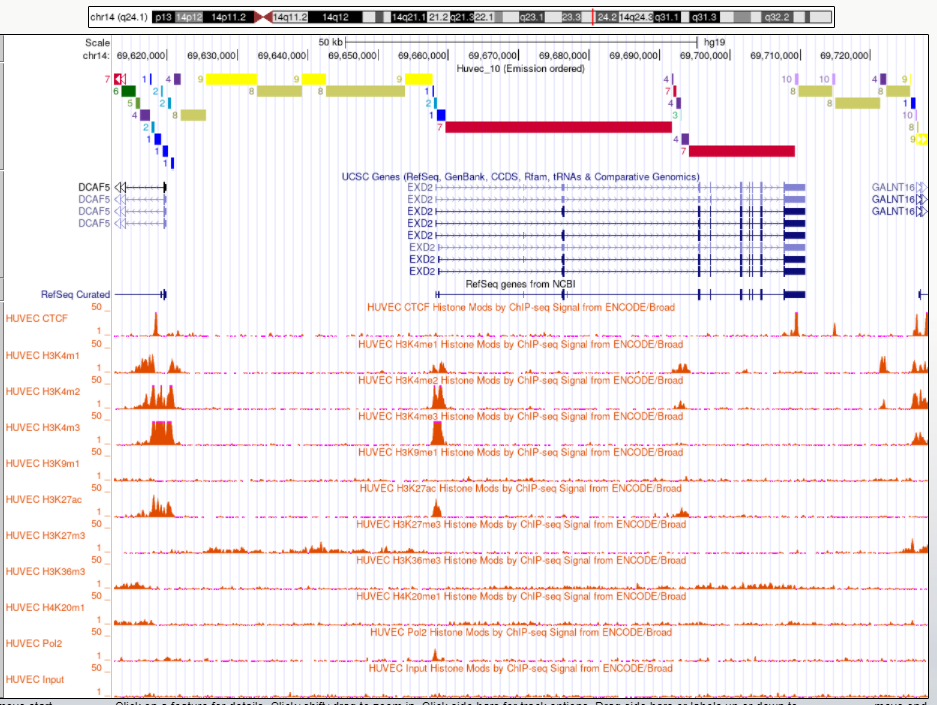 chr14 (q24.1) p13 14p12 14p11.2 14q11.2 14q12 14q21.1 21.2 q21.3 22.1 q23.1 23.3 24.2 14q24.3 q31.1 q31.3 q32.2
Scale 50 kb hg19
chr14: 69,620,000 69,630,000 69,640,000 69,650,000 69,660,000 69,670,000 69,680,000 69,690,000 69,700,000 69,710,000 69,720,000
Huvec_10 (Emission ordered)
7 1 4 9 9 9 4 10 10 4 9
6 2 8 8 1 7 8 8
5 2 2 4 8 1
4 8 1 3 10
2 7 8
1 4 9
1 7
1
UCSC Genes (RefSeq, GenBank, CCDS, Rfam, tRNAs & Comparative Genomics)
DCAF5 EXD2 GALNT16
DCAF5 EXD2 GALNT16
DCAF5 EXD2 GALNT16
DCAF5 EXD2
EXD2
EXD2
EXD2
EXD2
RefSeq genes from NCBI
RefSeq Curated
HUVEC CTCF Histone Mods by ChIP-seq Signal from ENCODE/Broad
50
HUVEC CTCF
1
HUVEC H3K4me1 Histone Mods by ChIP-seq Signal from ENCODE/Broad
50
HUVEC H3K4m1
1
HUVEC H3K4me2 Histone Mods by ChIP-seq Signal from ENCODE/Broad
50
HUVEC H3K4m2
1
HUVEC H3K4me3 Histone Mods by ChIP-seq Signal from ENCODE/Broad
50
HUVEC H3K4m3
1
HUVEC H3K9me1 Histone Mods by ChIP-seq Signal from ENCODE/Broad
50
HUVEC H3K9m1
1
HUVEC H3K27ac Histone Mods by ChIP-seq Signal from ENCODE/Broad
50
HUVEC H3K27ac
1
HUVEC H3K27me3 Histone Mods by ChIP-seq Signal from ENCODE/Broad
50
HUVEC H3K27m3
1
HUVEC H3K36me3 Histone Mods by ChIP-seq Signal from ENCODE/Broad
50
HUVEC H3K36m3
1
HUVEC H4K20me1 Histone Mods by ChIP-seq Signal from ENCODE/Broad
50
HUVEC H4K20m1
1
HUVEC Pol2 Histone Mods by ChIP-seq Signal from ENCODE/Broad
50
HUVEC Pol2
1
HUVEC Input Histone Mods by ChIP-seq Signal from ENCODE/Broad
50
HUVEC Input
1
move start Click on a feature for details. Click+shift+drag to zoom in. Click side bars for track options. Drag side bars or labels up or down to move end